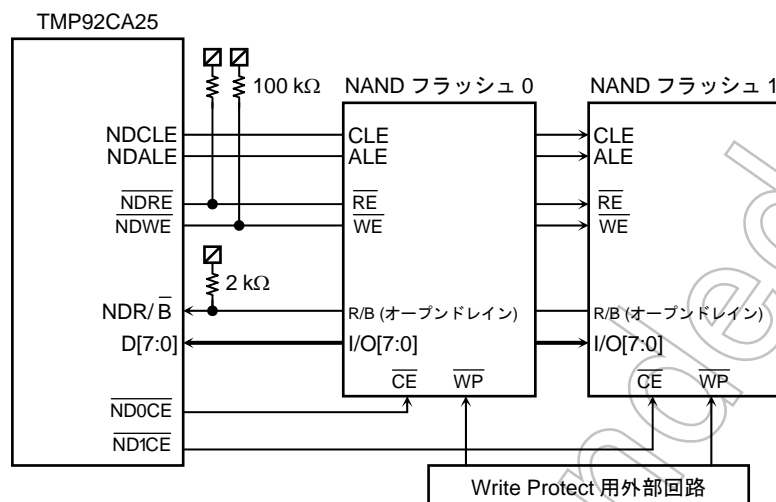 TMP92CA25
100 kΩ
NAND フラッシュ 0
NAND フラッシュ 1
NDCLE
CLE
CLE
NDALE
ALE
ALE
NDRE
RE
RE
NDWE
WE
WE
2 kΩ
NDR/B
R/B (オープンドレイン)
R/B (オープンドレイン)
D[7:0]
I/O[7:0]
I/O[7:0]
CE
WP
CE
WP
ND0CE
ND1CE
Write Protect 用外部回路